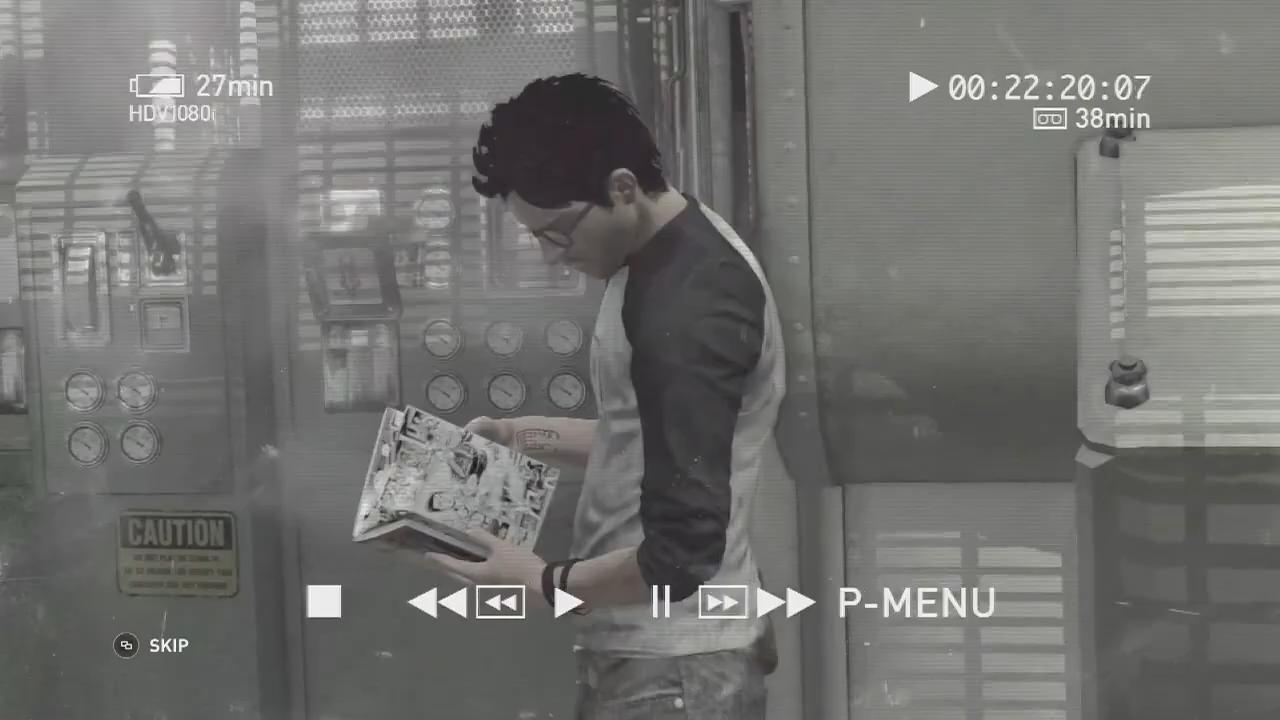 27min
HDV1080i
00:22:20:07
38min
CAUTION
P-MENU
SKIP